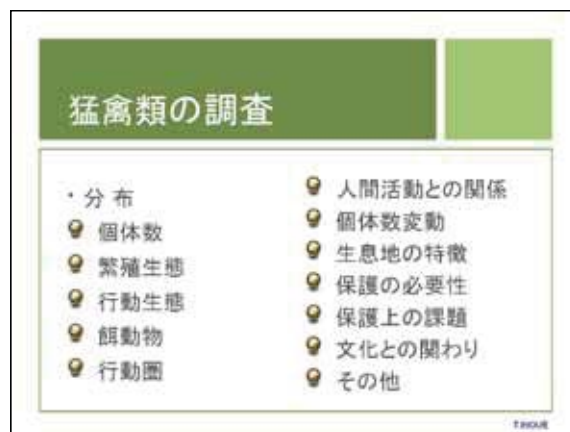 猛禽類の調査
・分 布
個体数
繁殖生態
行動生態
餌動物
行動圏
人間活動との関係
個体数変動
生息地の特徴
保護の必要性
保護上の課題
文化との関わり
その他
T.INOUE